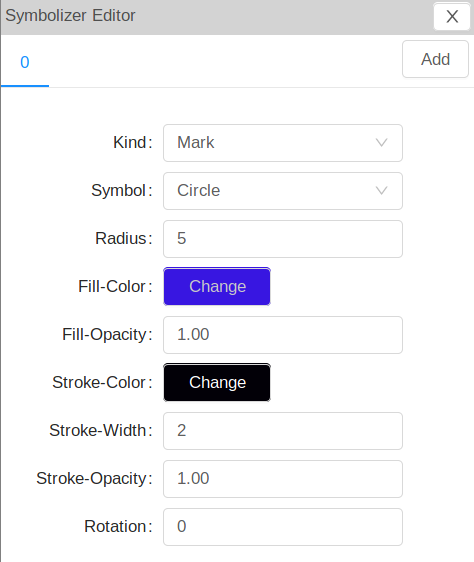 Symbolizer Editor X
0 Add
Kind: Mark
Symbol: Circle
Radius: 5
Fill-Color: Change
Fill-Opacity: 1.00
Stroke-Color: Change
Stroke-Width: 2
Stroke-Opacity: 1.00
Rotation: 0